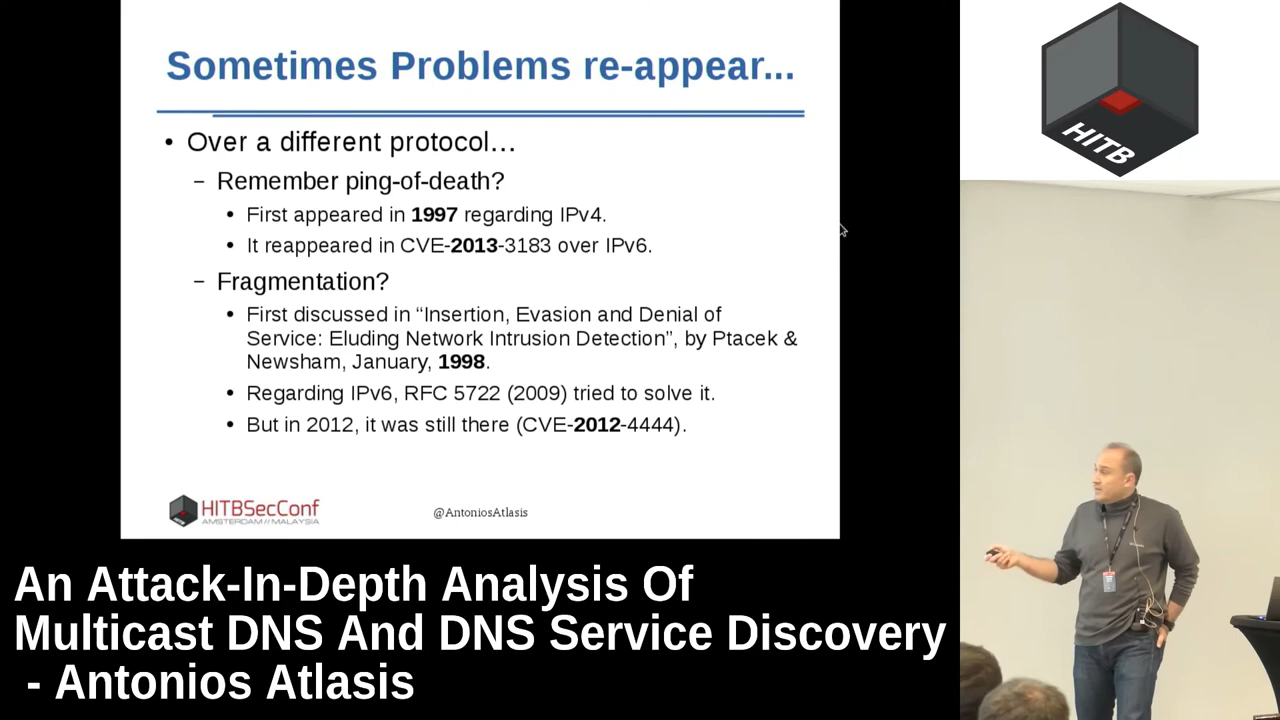 Sometimes Problems re-appear...
• Over a different protocol…
– Remember ping-of-death?
• First appeared in 1997 regarding IPv4.
• It reappeared in CVE-2013-3183 over IPv6.
– Fragmentation?
• First discussed in “Insertion, Evasion and Denial of
Service: Eluding Network Intrusion Detection”, by Ptacek &
Newsham, January, 1998.
• Regarding IPv6, RFC 5722 (2009) tried to solve it.
• But in 2012, it was still there (CVE-2012-4444).
HITB
HITBSecConf
AMSTERDAM // MALAYSIA
@AntoniosAtlasis
HITB
An Attack-In-Depth Analysis Of
Multicast DNS And DNS Service Discovery
- Antonios Atlasis